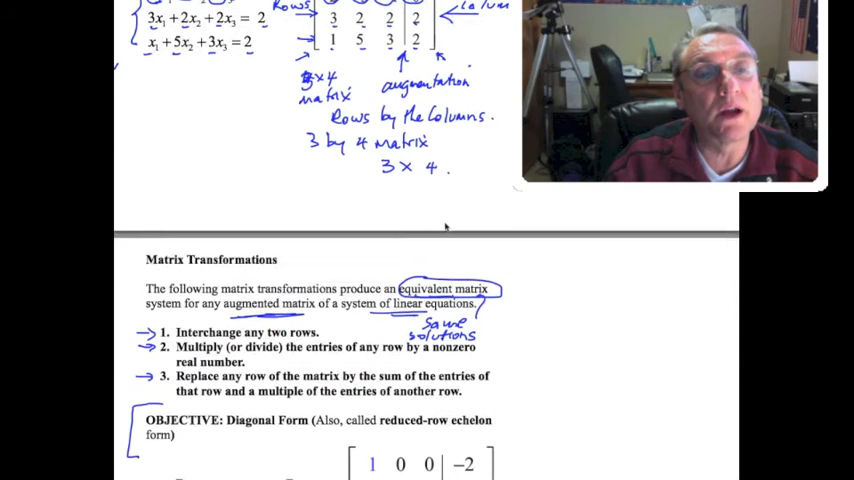 Rows
3x₁+2x₂+2x₃ = 2
3 2 2 2
x₁+5x₂+3x₃ = 2
1 5 3 2
3x4
matrix
augmentation
Rows by the Columns.
3 by 4 matrix
3 x 4.
Matrix Transformations
The following matrix transformations produce an equivalent matrix
system for any augmented matrix of a system of linear equations.
same
solutions
1. Interchange any two rows.
2. Multiply (or divide) the entries of any row by a nonzero
real number.
3. Replace any row of the matrix by the sum of the entries of
that row and a multiple of the entries of another row.
OBJECTIVE: Diagonal Form (Also, called reduced-row echelon
form)
1 0 0 −2